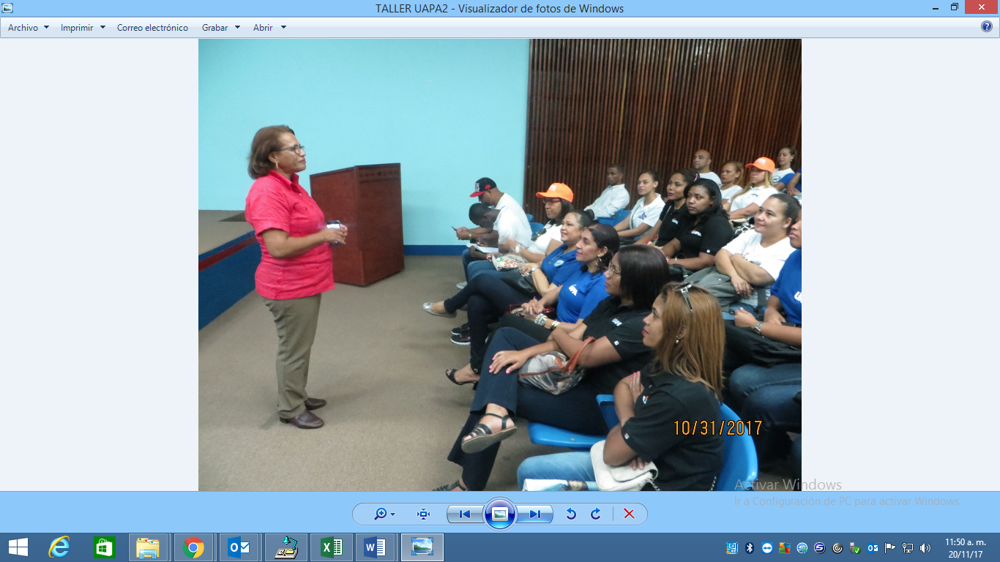 TALLER UAPA2 - Visualizador de fotos de Windows
Archivo Imprimir Correo electrónico Grabar Abrir
10/31/2017
Activar Windows
Ir a Configuración de PC para activar Windows.
11:50 a. m.
20/11/17